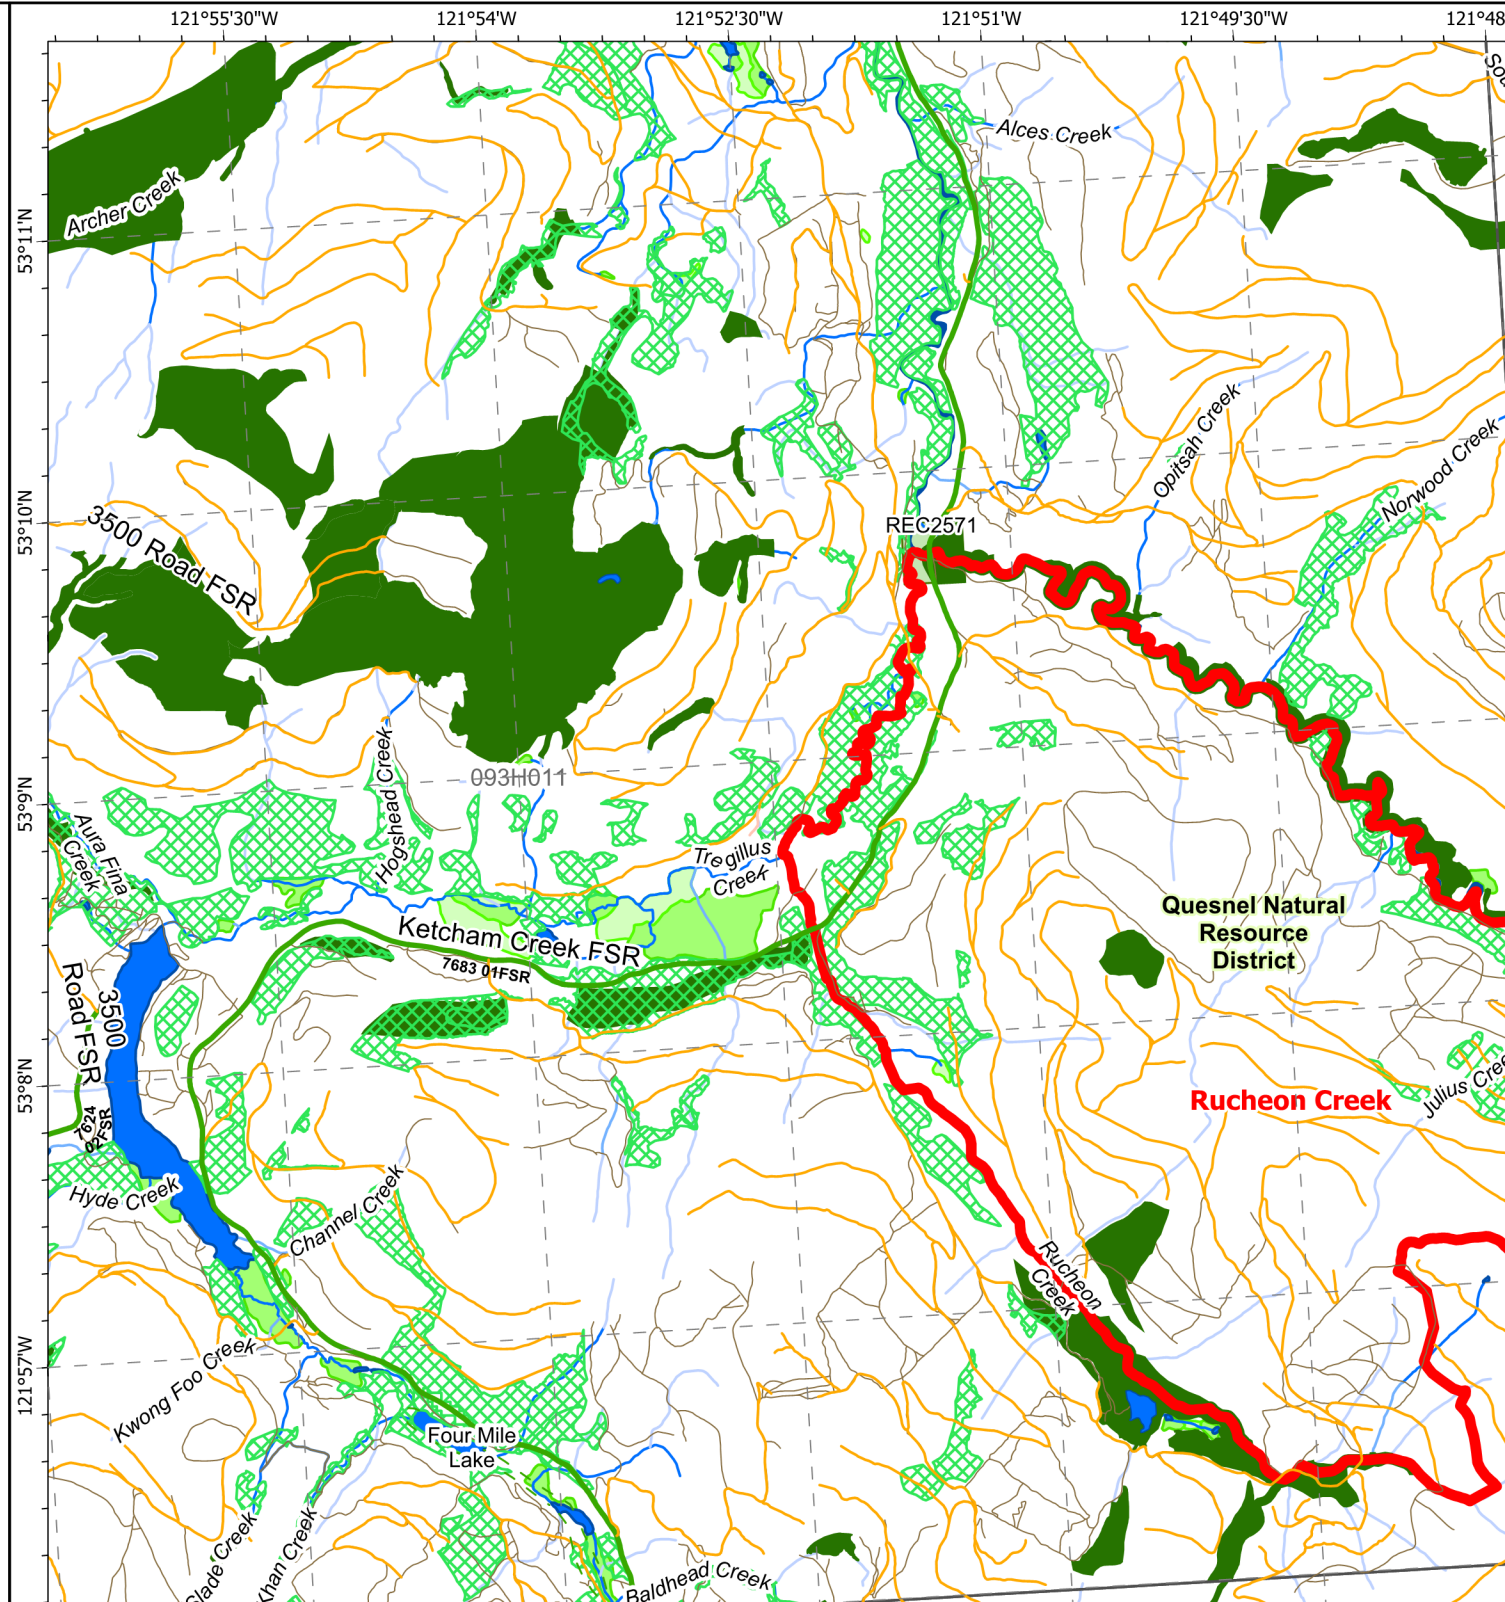 121°55'30"W
121°54'W
121°52'30"W
121°51'W
121°49'30"W
121°48
Alces Creek
Archer Creek
53°11'N
Opitsah Creek
Norwood Creek
53°10'N
REC2571
3500 Road FSR
Hogshead Creek
093H011
53°9'N
Aura Fina
Creek
Tregillus
Creek
Quesnel Natural
Resource
District
Ketcham Creek FSR
7683 01FSR
3500
Road FSR
53°8'N
Rucheon Creek
Julius Cree
7624
02FSR
Hyde Creek
Channel Creek
Rucheon
Creek
121°57'W
Kwong Foo Creek
Four Mile
Lake
Slade Creek
Khan Creek
Baldhead Creek